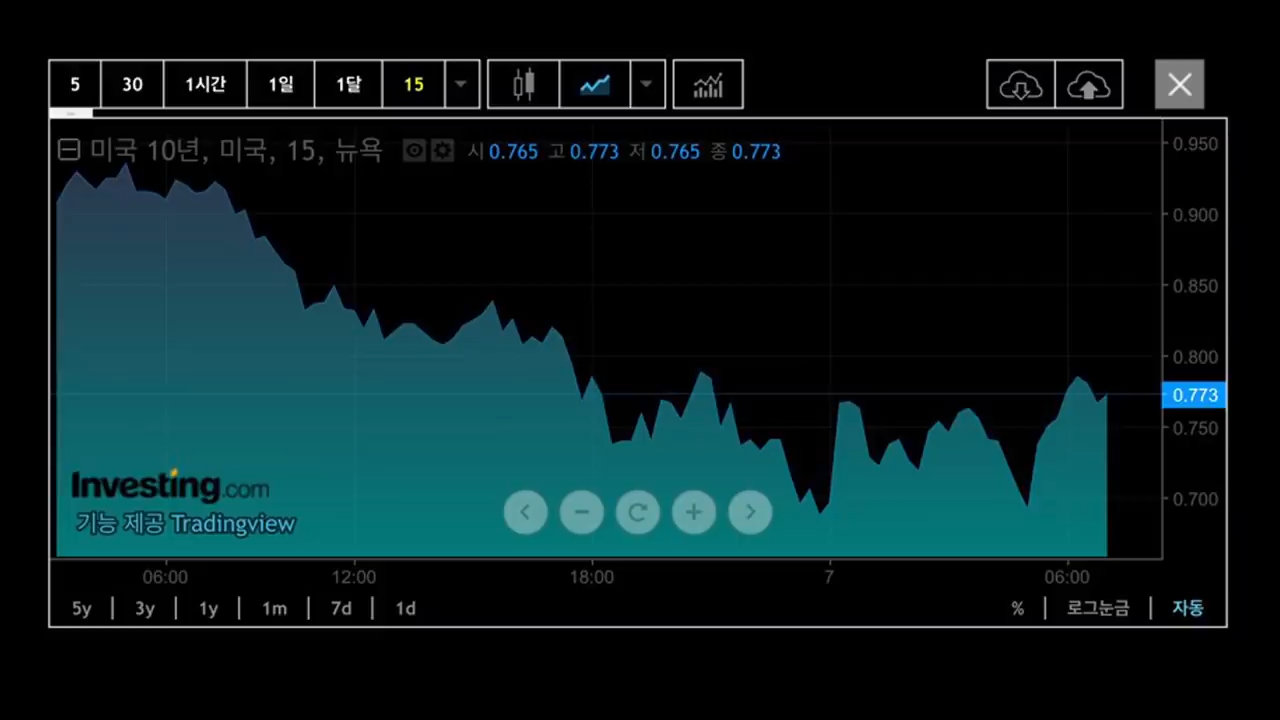 5 30 1시간 1일 1달 15
미국 10년, 미국, 15, 뉴욕 시 0.765 고 0.773 저 0.765 종 0.773
0.950
0.900
0.850
0.800
0.773
0.750
0.700
Investing.com
기능 제공 Tradingview
06:00 12:00 18:00 7 06:00
5y | 3y | 1y | 1m | 7d | 1d % | 로그눈금 | 자동